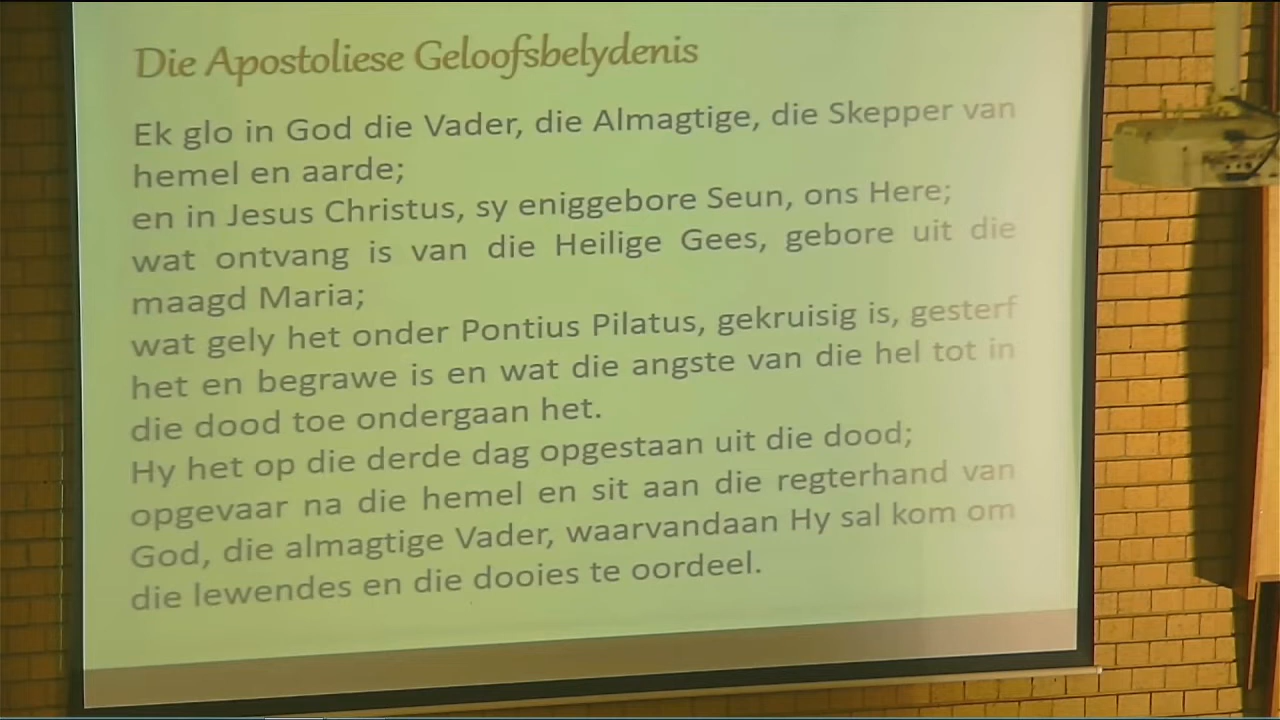 Die Apostoliese Geloofsbelydenis
Ek glo in God die Vader, die Almagtige, die Skepper van
hemel en aarde;
en in Jesus Christus, sy eniggebore Seun, ons Here;
wat ontvang is van die Heilige Gees, gebore uit die
maagd Maria;
wat gely het onder Pontius Pilatus, gekruisig is, gesterf
het en begrawe is en wat die angste van die hel tot in
die dood toe ondergaan het.
Hy het op die derde dag opgestaan uit die dood;
opgevaar na die hemel en sit aan die regterhand van
God, die almagtige Vader, waarvandaan Hy sal kom om
die lewendes en die dooies te oordeel.